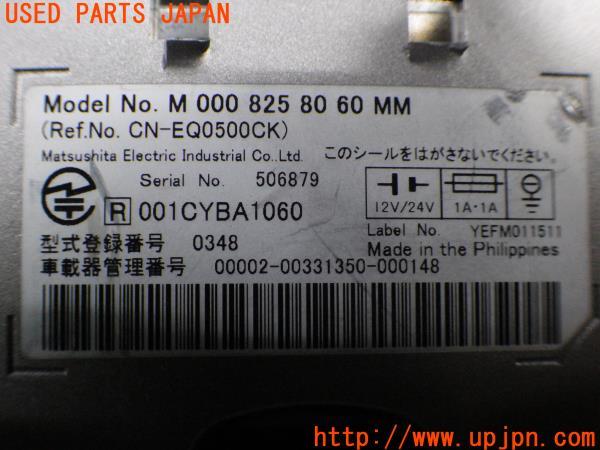 USED PARTS JAPAN
Model No. M 000 825 80 60 MM
(Ref.No. CN-EQ0500CK)
Matsushita Electric Industrial Co.,Ltd. このシールをはがさないでください。
Serial No. 506879
R 001CYBA1060
12V/24V 1A・1A
Label No. YEFM011511
型式登録番号 0348
Made in the Philippines
車載器管理番号 00002-00331350-000148
パーツ
http://www.upjpn.com